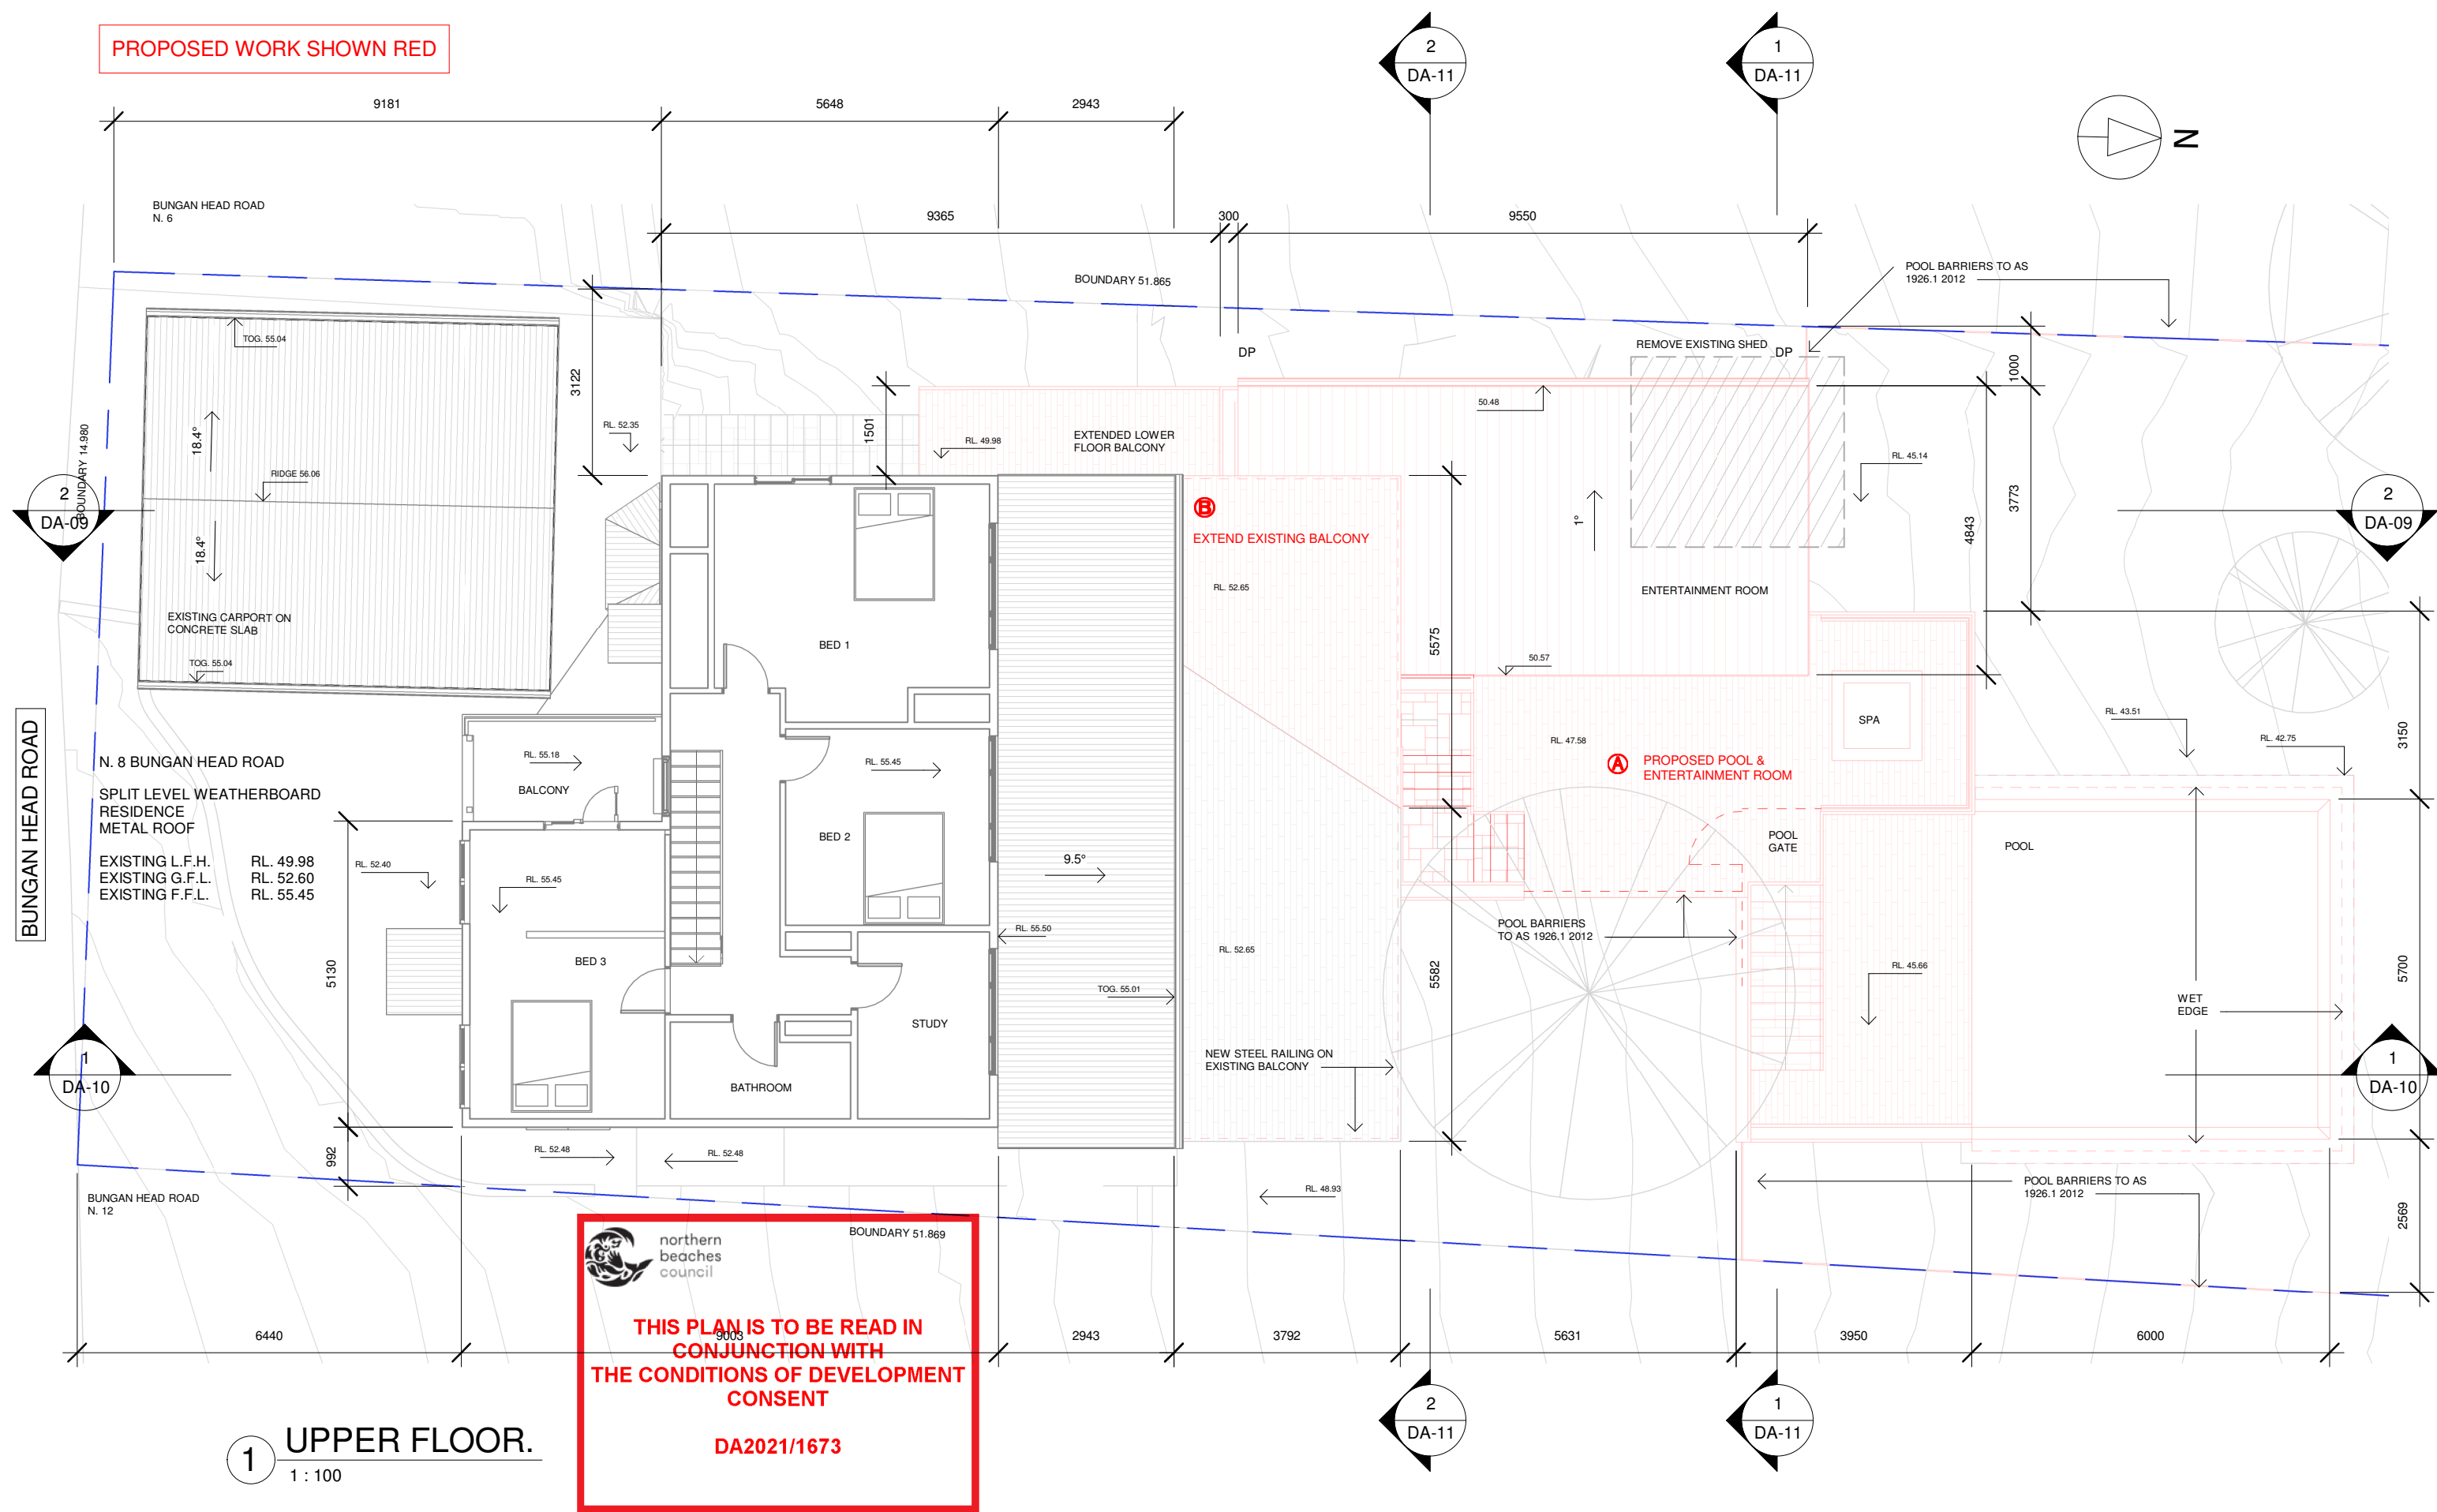 PROPOSED WORK SHOWN RED
2
DA-11
1
DA-11
9181
5648
2943
N
BUNGAN HEAD ROAD
N. 6
9365
300
9550
BOUNDARY 51.865
POOL BARRIERS TO AS
1926.1 2012
TOG. 55.04
DP
REMOVE EXISTING SHED
DP
1000
3122
1501
RL. 52.35
RL. 49.98
EXTENDED LOWER
FLOOR BALCONY
50.48
18.4°
BOUNDARY 14.980
RIDGE 56.06
RL. 45.14
3773
4843
2
DA-09
2
DA-09
B
EXTEND EXISTING BALCONY
1°
18.4°
RL. 52.65
ENTERTAINMENT ROOM
EXISTING CARPORT ON
CONCRETE SLAB
BED 1
5575
TOG. 55.04
50.57
SPA
RL. 43.51
RL. 42.75
3150
BUNGAN HEAD ROAD
N. 8 BUNGAN HEAD ROAD
RL. 55.18
RL. 55.45
RL. 47.58
A
PROPOSED POOL &
ENTERTAINMENT ROOM
SPLIT LEVEL WEATHERBOARD
RESIDENCE
METAL ROOF
BALCONY
BED 2
POOL
GATE
POOL
EXISTING L.F.H. RL. 49.98
EXISTING G.F.L. RL. 52.60
EXISTING F.F.L. RL. 55.45
RL. 52.40
RL. 55.45
9.5°
POOL BARRIERS
TO AS 1926.1 2012
RL. 55.50
RL. 52.65
BED 3
5130
5582
RL. 45.66
5700
TOG. 55.01
WET
EDGE
STUDY
NEW STEEL RAILING ON
EXISTING BALCONY
1
DA-10
BATHROOM
1
DA-10
992
RL. 52.48
RL. 52.48
RL. 48.93
POOL BARRIERS TO AS
1926.1 2012
BUNGAN HEAD ROAD
N. 12
2569
BOUNDARY 51.869
northern
beaches
council
THIS PLAN IS TO BE READ IN
CONJUNCTION WITH
THE CONDITIONS OF DEVELOPMENT
CONSENT
DA2021/1673
6440
9003
2943
3792
5631
3950
6000
2
DA-11
1
DA-11
1
UPPER FLOOR.
1 : 100